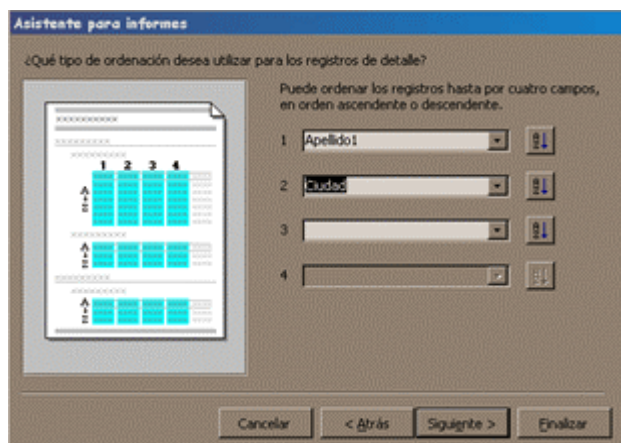 Asistente para informes
¿Qué tipo de ordenación desea utilizar para los registros de detalle?
Puede ordenar los registros hasta por cuatro campos,
en orden ascendente o descendente.
1 Apellido1
2 Ciudad
3
4
1 2 3 4
Cancelar < Atrás Siguiente > Finalizar